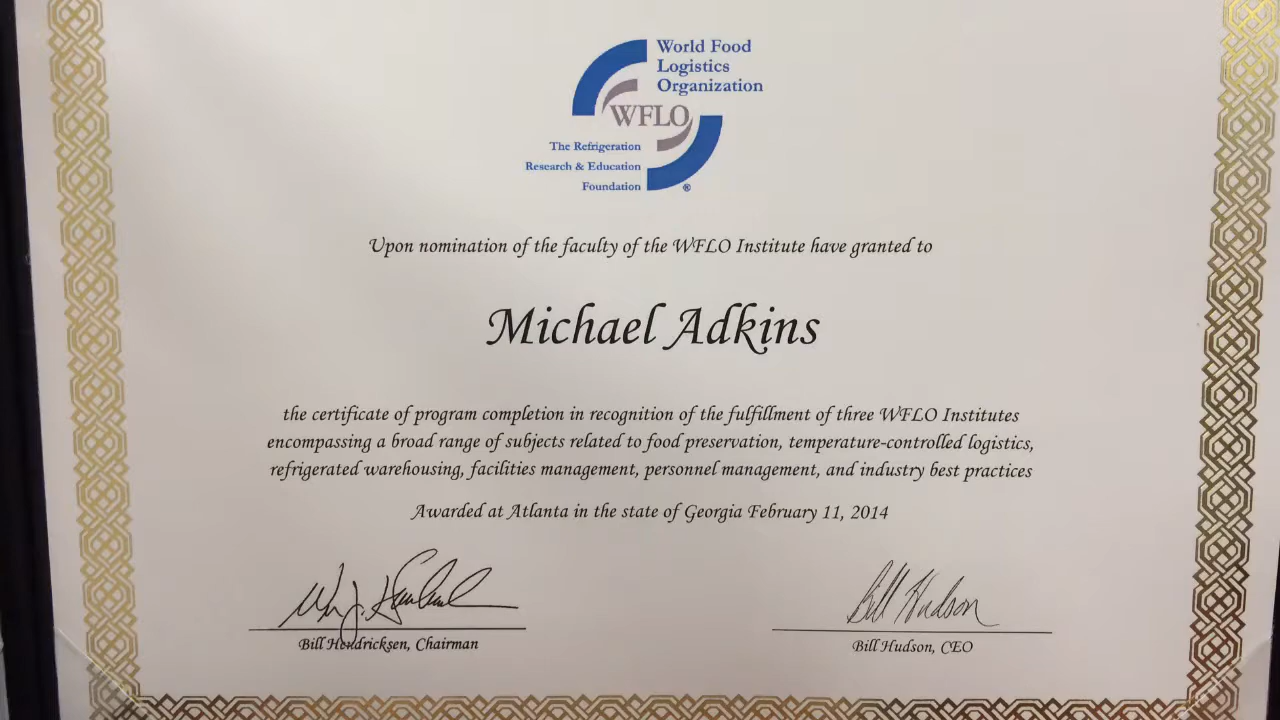 World Food
Logistics
Organization
WFLO
The Refrigeration
Research & Education
Foundation
®
Upon nomination of the faculty of the WFLO Institute have granted to
Michael Adkins
the certificate of program completion in recognition of the fulfillment of three WFLO Institutes
encompassing a broad range of subjects related to food preservation, temperature-controlled logistics,
refrigerated warehousing, facilities management, personnel management, and industry best practices
Awarded at Atlanta in the state of Georgia February 11, 2014
Bill Hudson
Bill Hendricksen, Chairman
Bill Hudson, CEO